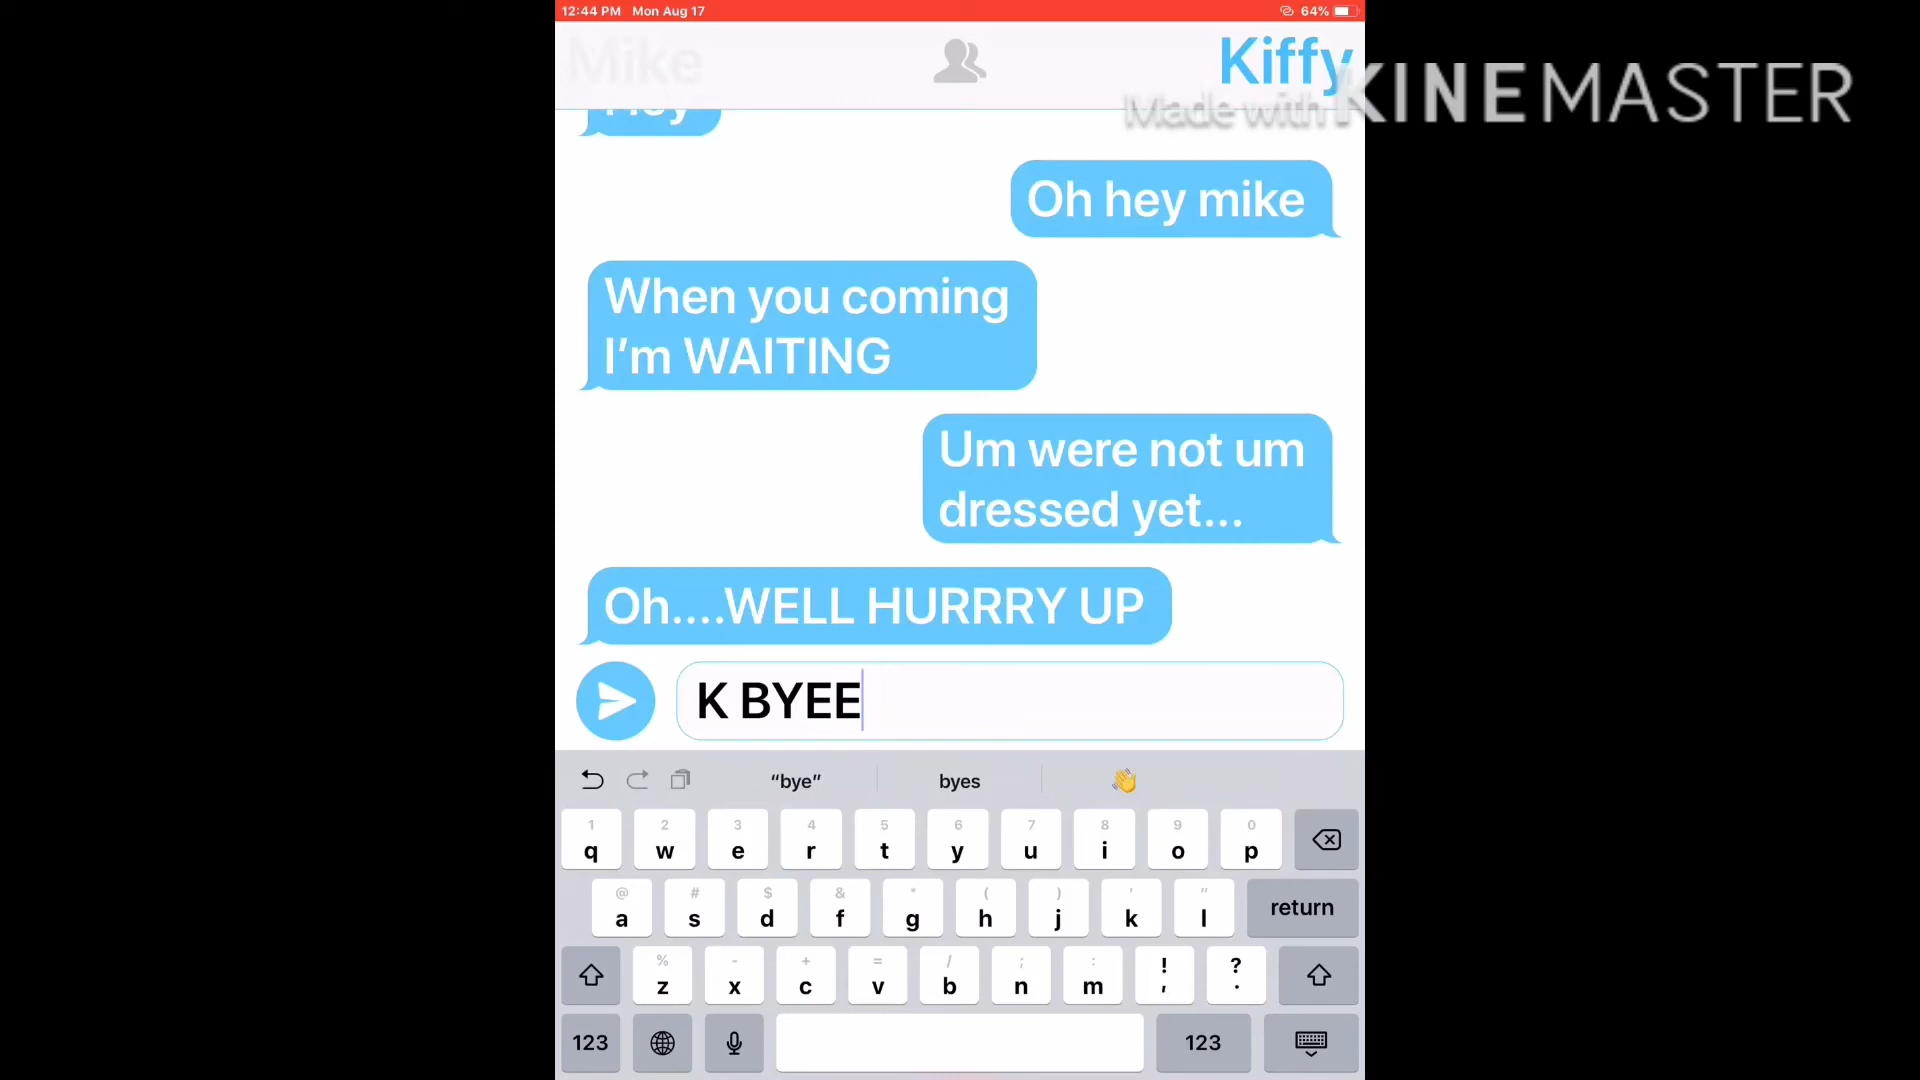 12:44 PM Mon Aug 17
64%
Mike
Kiffy
Made with KINEMASTER
Hey
Oh hey mike
When you coming
I'm WAITING
Um were not um
dressed yet...
Oh....WELL HURRRY UP
K BYEE
“bye” byes 👋
1 2 3 4 5 6 7 8 9 0
q w e r t y u i o p
@ # $ & * ( ) ' "
a s d f g h j k l return
% - + = / ; : ! ?
z x c v b n m , .
123 123